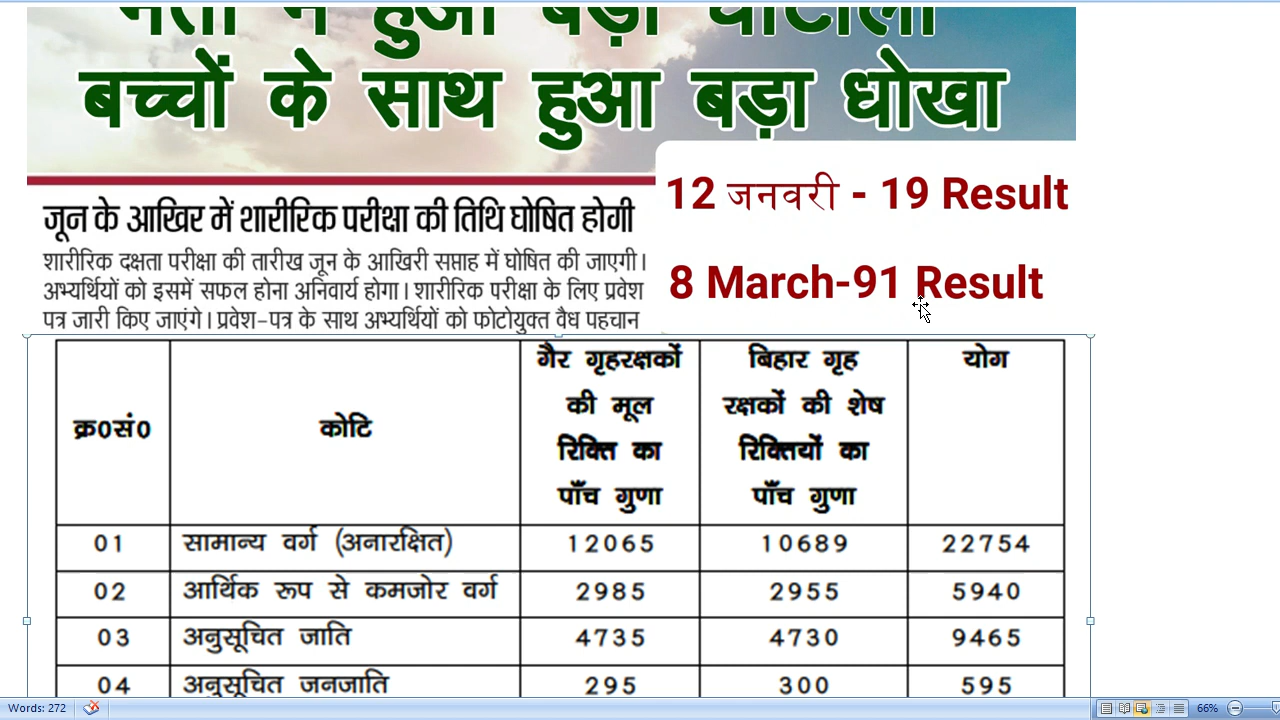 बच्चों के साथ हुआ बड़ा धोखा
12 जनवरी - 19 Result
8 March-91 Result
जून के आखिर में शारीरिक परीक्षा की तिथि घोषित होगी
शारीरिक दक्षता परीक्षा की तारीख जून के आखिरी सप्ताह में घोषित की जाएगी।
अभ्यर्थियों को इसमें सफल होना अनिवार्य होगा। शारीरिक परीक्षा के लिए प्रवेश
पत्र जारी किए जाएंगे। प्रवेश-पत्र के साथ अभ्यर्थियों को फोटोयुक्त वैध पहचान
क्र0सं0 कोटि गैर गृहरक्षकों की मूल रिक्ति का पाँच गुणा बिहार गृह रक्षकों की शेष रिक्तियों का पाँच गुणा योग
01 सामान्य वर्ग (अनारक्षित) 12065 10689 22754
02 आर्थिक रूप से कमजोर वर्ग 2985 2955 5940
03 अनुसूचित जाति 4735 4730 9465
04 अनुसूचित जनजाति 295 300 595
Words: 272 66%